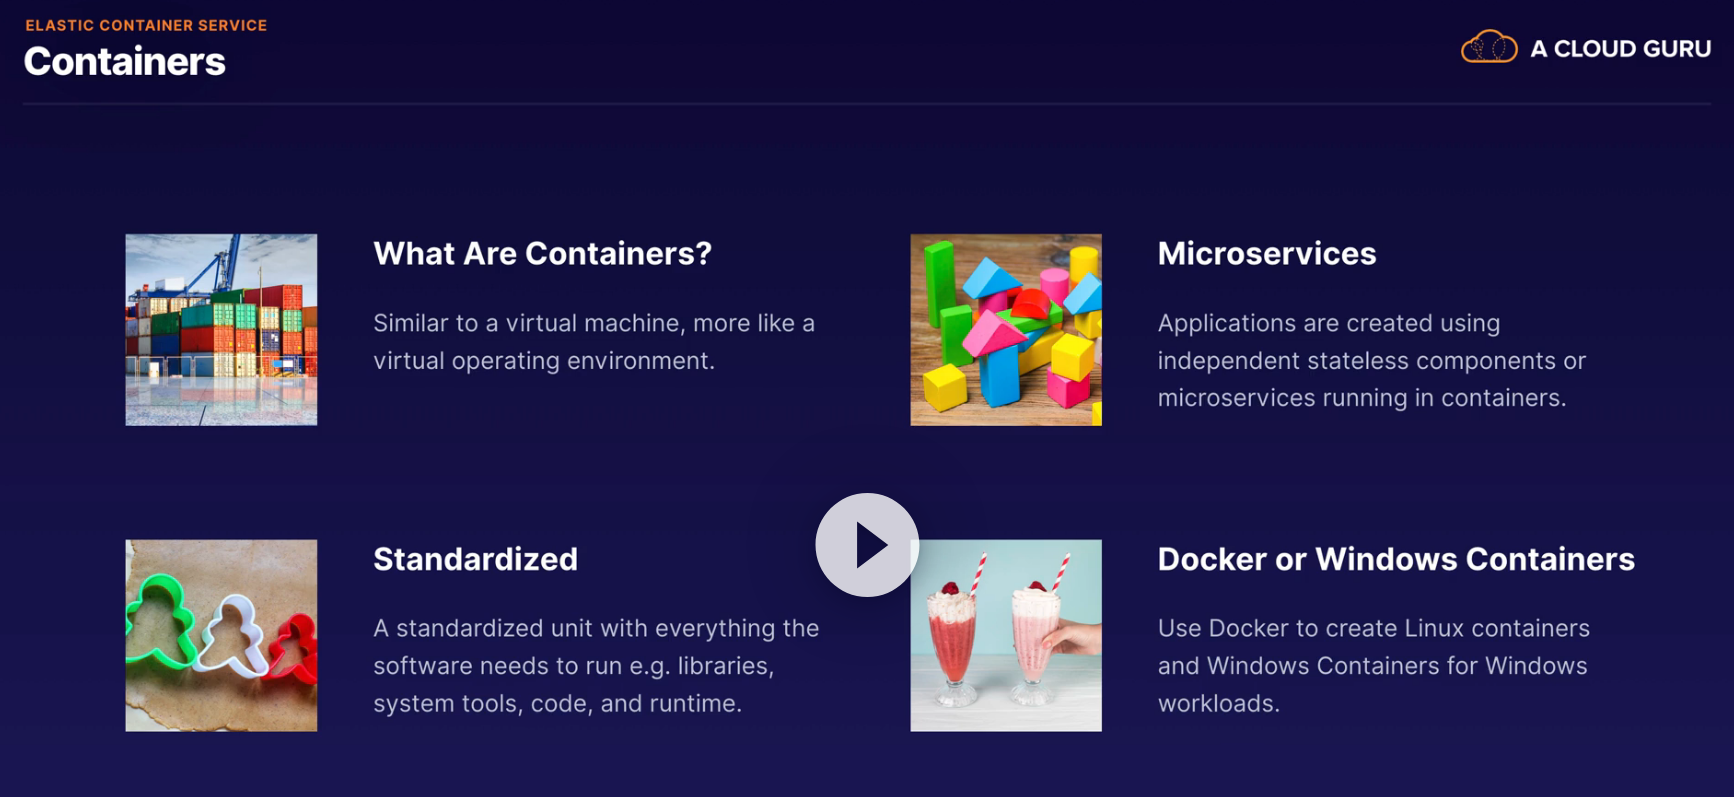 ELASTIC CONTAINER SERVICE
Containers
A CLOUD GURU
What Are Containers?
Similar to a virtual machine, more like a
virtual operating environment.
Microservices
Applications are created using
independent stateless components or
microservices running in containers.
Standardized
A standardized unit with everything the
software needs to run e.g. libraries,
system tools, code, and runtime.
Docker or Windows Containers
Use Docker to create Linux containers
and Windows Containers for Windows
workloads.